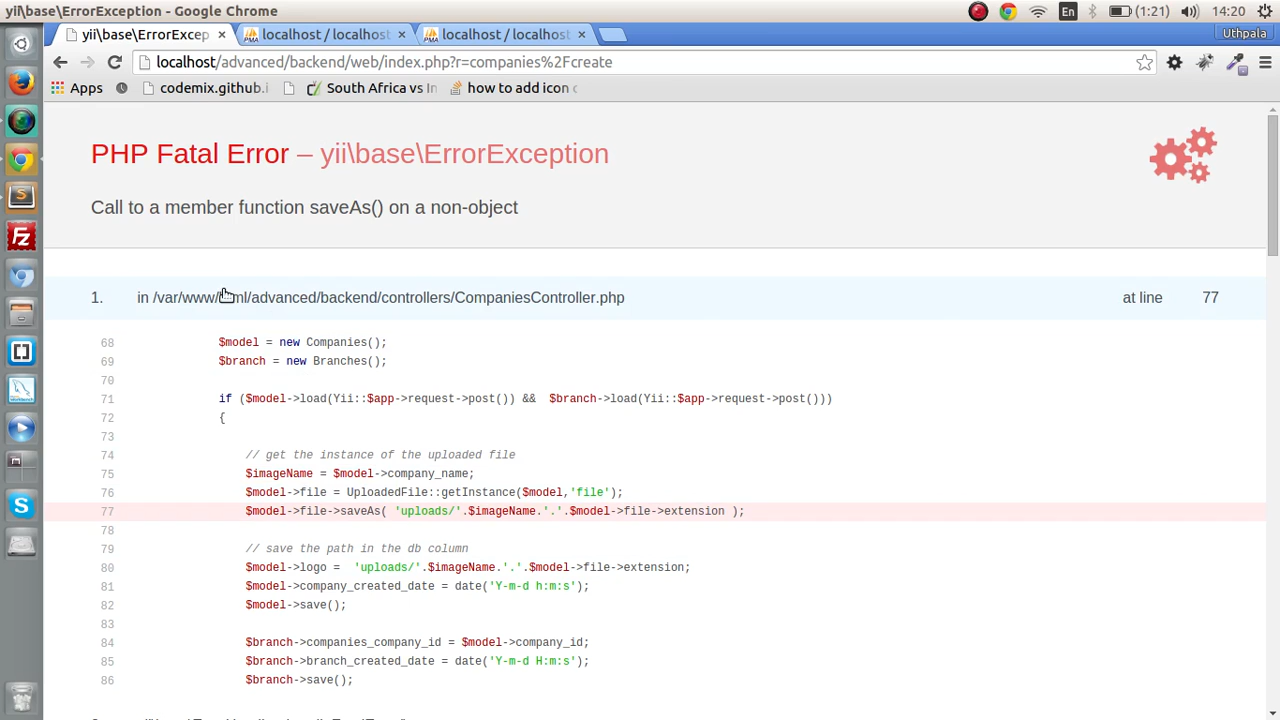 yii\base\ErrorException - Google Chrome
En (1:21) 14:20
yii\base\ErrorExcep × localhost / localhost × localhost / localhost × Uthpala
localhost/advanced/backend/web/index.php?r=companies%2Fcreate
Apps codemix.github.i South Africa vs In how to add icon
PHP Fatal Error – yii\base\ErrorException
Call to a member function saveAs() on a non-object
1. in /var/www/html/advanced/backend/controllers/CompaniesController.php at line 77
68 $model = new Companies();
69 $branch = new Branches();
70
71 if ($model->load(Yii::$app->request->post()) && $branch->load(Yii::$app->request->post()))
72 {
73
74 // get the instance of the uploaded file
75 $imageName = $model->company_name;
76 $model->file = UploadedFile::getInstance($model,'file');
77 $model->file->saveAs( 'uploads/'.$imageName.'.'.$model->file->extension );
78
79 // save the path in the db column
80 $model->logo = 'uploads/'.$imageName.'.'.$model->file->extension;
81 $model->company_created_date = date('Y-m-d h:m:s');
82 $model->save();
83
84 $branch->companies_company_id = $model->company_id;
85 $branch->branch_created_date = date('Y-m-d H:m:s');
86 $branch->save();